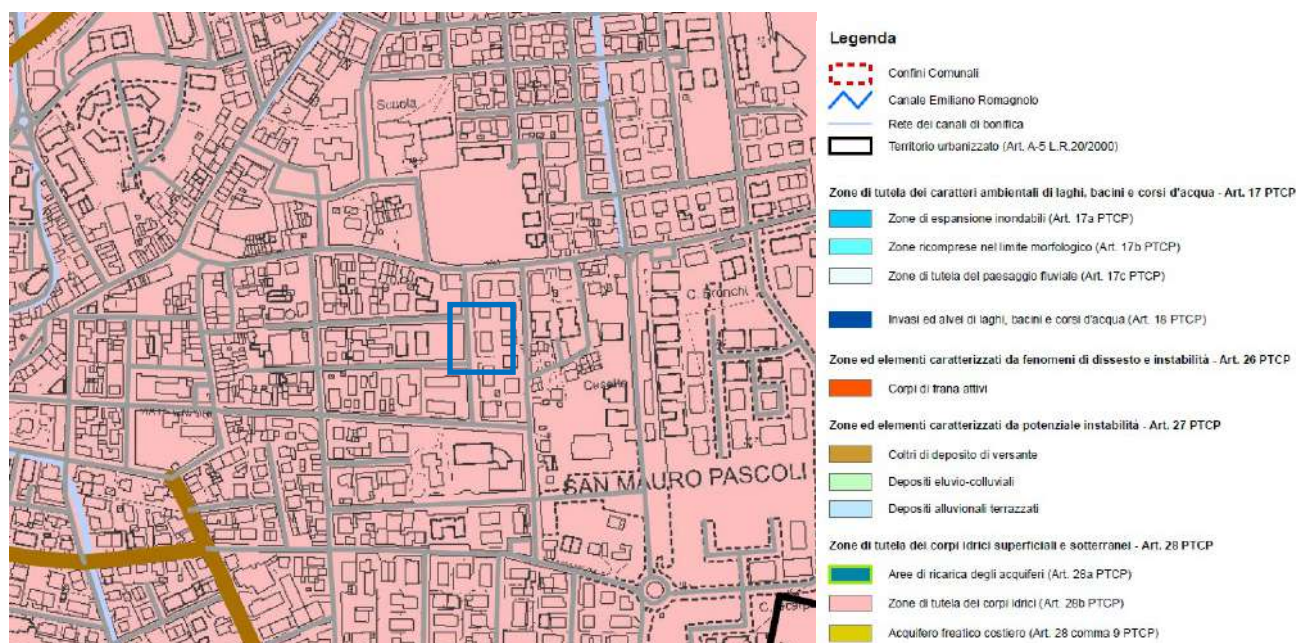 Scuola
C. Bronchi
Casette
SAN MAURO PASCOLI
Legenda
Confini Comunali
Canale Emiliano Romagnolo
Rete dei canali di bonifica
Territorio urbanizzato (Art. A-5 L.R.20/2000)
Zone di tutela dei caratteri ambientali di laghi, bacini e corsi d'acqua - Art. 17 PTCP
Zone di espansione inondabili (Art. 17a PTCP)
Zone ricomprese nel limite morfologico (Art. 17b PTCP)
Zone di tutela del paesaggio fluviale (Art. 17c PTCP)
Invasi ed alvei di laghi, bacini e corsi d'acqua (Art. 18 PTCP)
Zone ed elementi caratterizzati da fenomeni di dissesto e instabilità - Art. 26 PTCP
Corpi di frana attivi
Zone ed elementi caratterizzati da potenziale instabilità - Art. 27 PTCP
Coltri di deposito di versante
Depositi eluvio-colluviali
Depositi alluvionali terrazzati
Zone di tutela dei corpi idrici superficiali e sotterranei - Art. 28 PTCP
Aree di ricarica degli acquiferi (Art. 28a PTCP)
Zone di tutela dei corpi idrici (Art. 28b PTCP)
Acquifero freatico costiero (Art. 28 comma 9 PTCP)